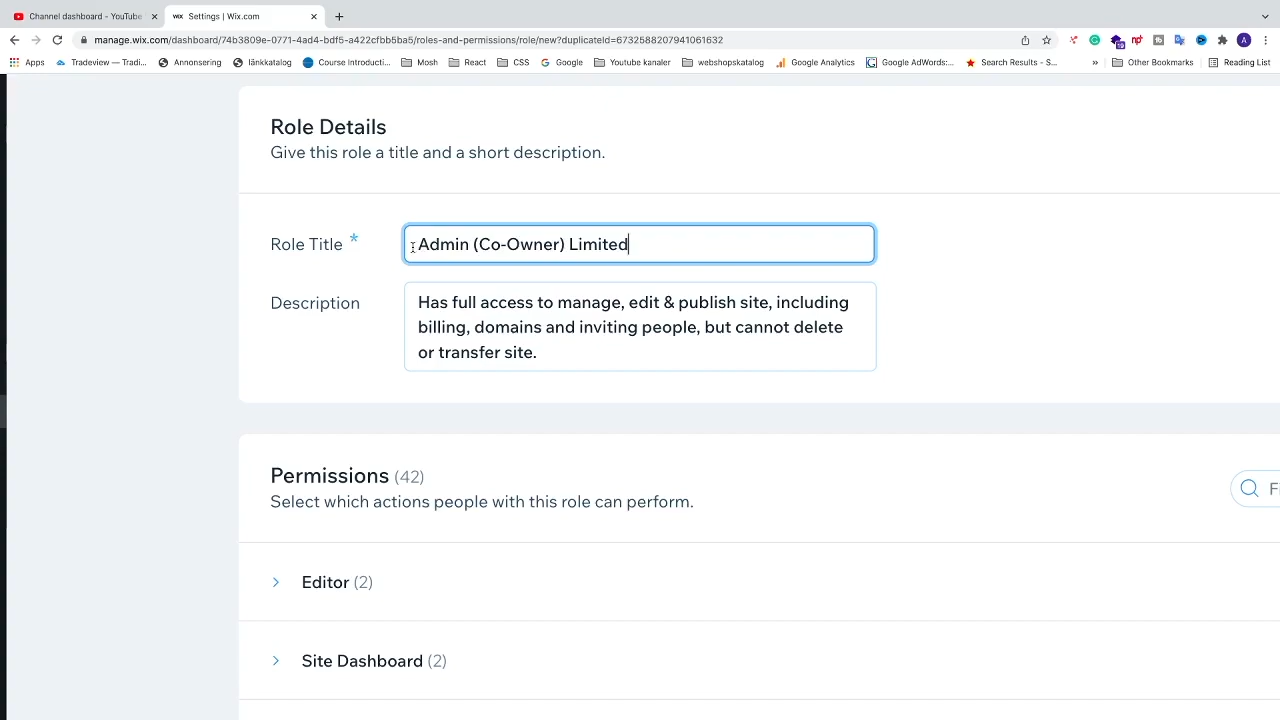 Channel dashboard - YouTube
WIX Settings | Wix.com
manage.wix.com/dashboard/74b3809e-0771-4ad4-bdf5-a422cfbb5ba5/roles-and-permissions/role/new?duplicateId=6732588207941061632
Apps Tradeview — Tradi... Annonsering länkkatalog Course Introducti... Mosh React CSS Google Youtube kanaler webshopskatalog Google Analytics Google AdWords:... Search Results - S... » Other Bookmarks Reading List
Role Details
Give this role a title and a short description.
Role Title * Admin (Co-Owner) Limited
Description
Has full access to manage, edit & publish site, including
billing, domains and inviting people, but cannot delete
or transfer site.
Permissions (42)
Select which actions people with this role can perform.
Editor (2)
Site Dashboard (2)